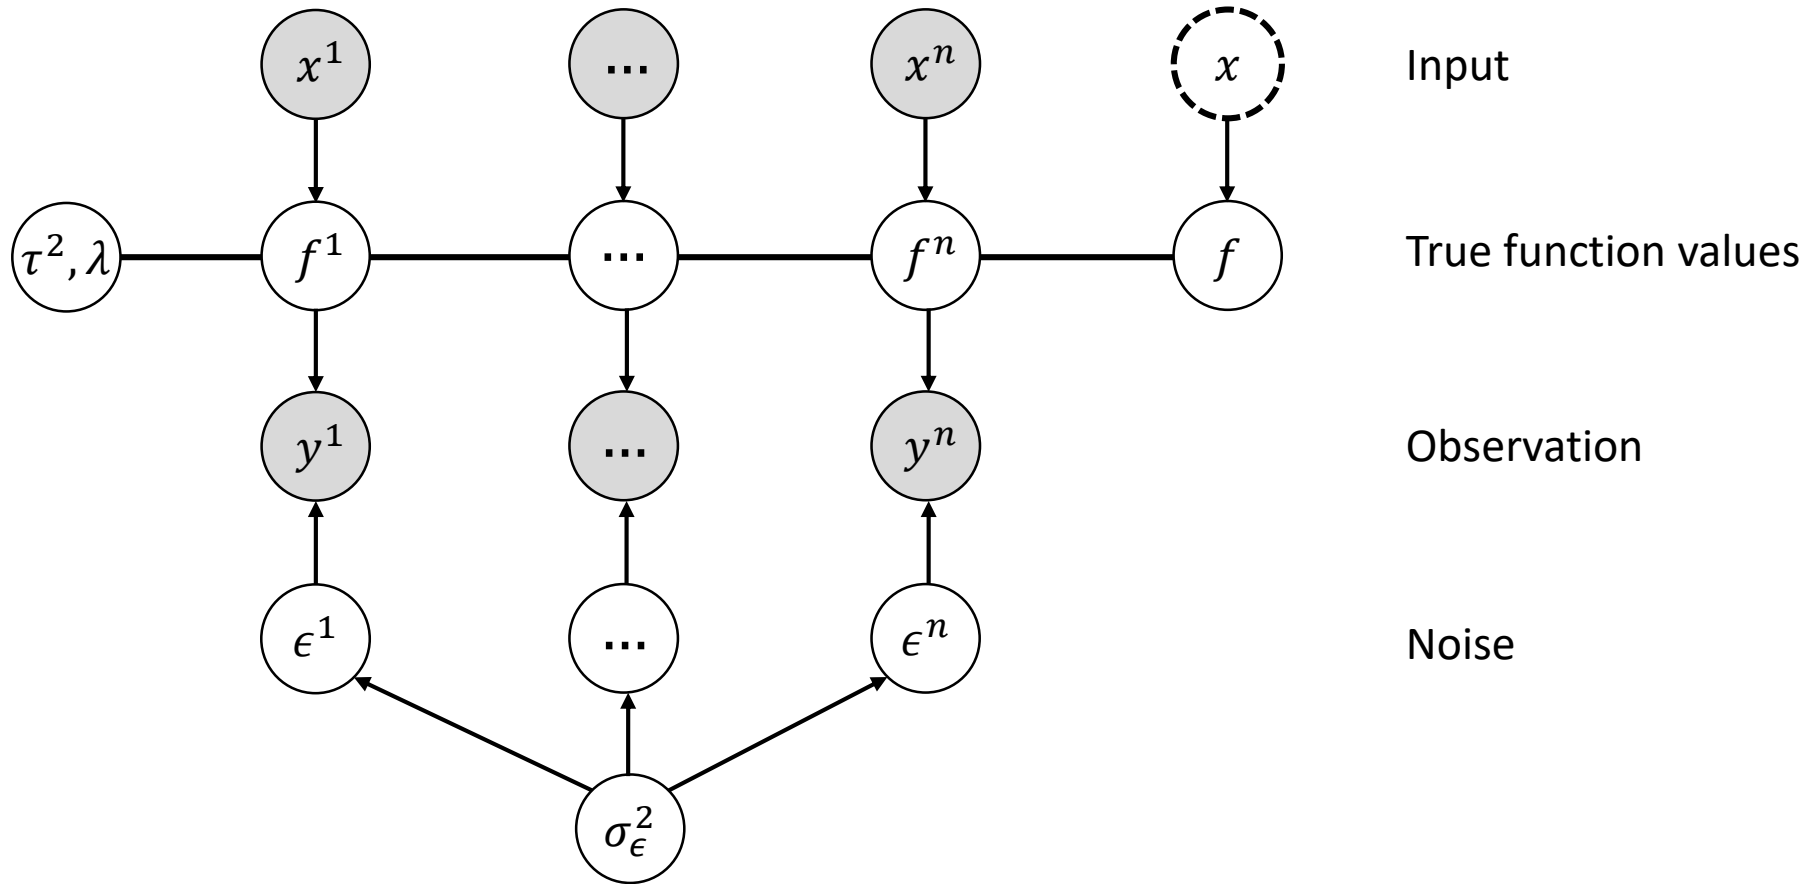 x^1 ... x^n x Input
τ^2, λ f^1 ... f^n f True function values
y^1 ... y^n Observation
ϵ^1 ... ϵ^n Noise
σ_ϵ^2